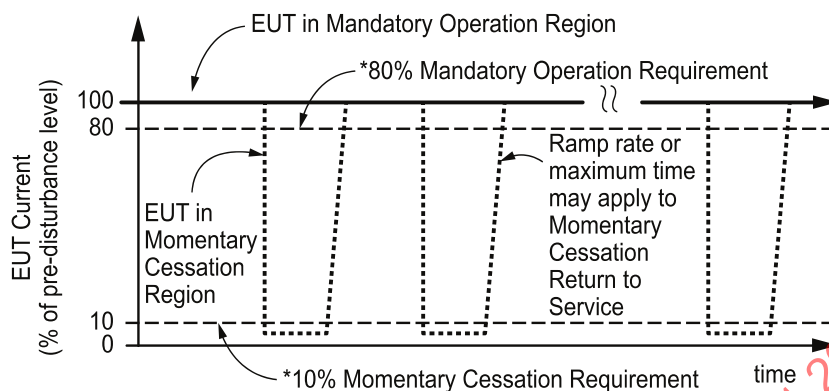 EUT in Mandatory Operation Region
*80% Mandatory Operation Requirement
100
80
EUT Current
(% of pre-disturbance level)
EUT in
Momentary
Cessation
Region
Ramp rate or
maximum time
may apply to
Momentary
Cessation
Return to
Service
10
0
*10% Momentary Cessation Requirement
time